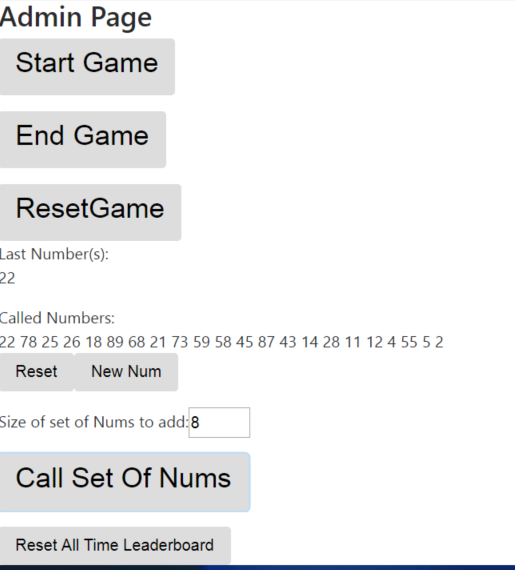 Admin Page
Start Game
End Game
ResetGame
Last Number(s):
22
Called Numbers:
22 78 25 26 18 89 68 21 73 59 58 45 87 43 14 28 11 12 4 55 5 2
Reset New Num
Size of set of Nums to add: 8
Call Set Of Nums
Reset All Time Leaderboard